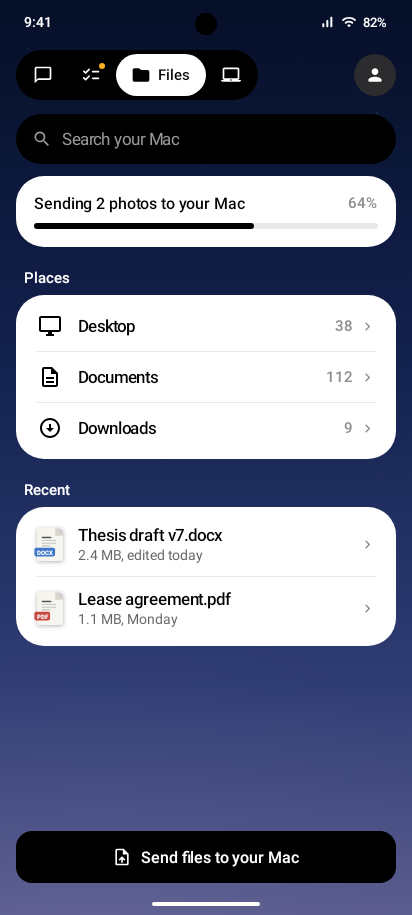 9:41
82%
Files
Search your Mac
Sending 2 photos to your Mac
64%
Places
Desktop
38
Documents
112
Downloads
9
Recent
Thesis draft v7.docx
DOCX
2.4 MB, edited today
Lease agreement.pdf
PDF
1.1 MB, Monday
Send files to your Mac